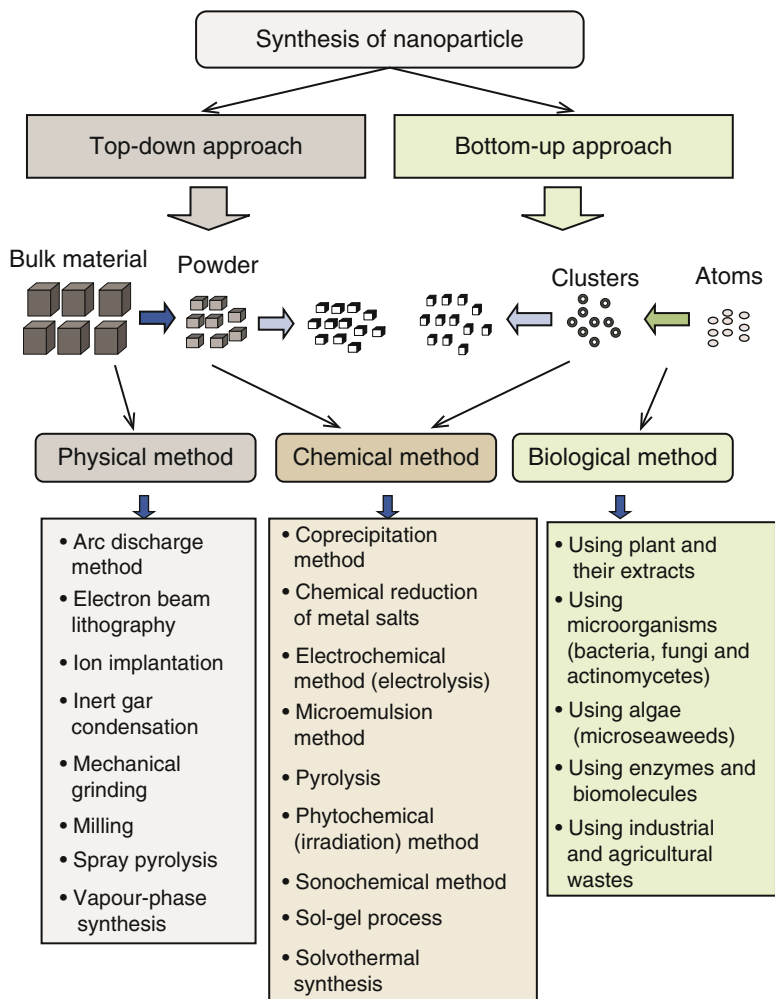 Synthesis of nanoparticle
Top-down approach
Bottom-up approach
Bulk material
Powder
Clusters
Atoms
Physical method
Chemical method
Biological method
• Arc discharge
method
• Electron beam
lithography
• Ion implantation
• Inert gar
condensation
• Mechanical
grinding
• Milling
• Spray pyrolysis
• Vapour-phase
synthesis
• Coprecipitation
method
• Chemical reduction
of metal salts
• Electrochemical
method (electrolysis)
• Microemulsion
method
• Pyrolysis
• Phytochemical
(irradiation) method
• Sonochemical method
• Sol-gel process
• Solvothermal
synthesis
• Using plant and
their extracts
• Using
microorganisms
(bacteria, fungi and
actinomycetes)
• Using algae
(microseaweeds)
• Using enzymes and
biomolecules
• Using industrial
and agricultural
wastes